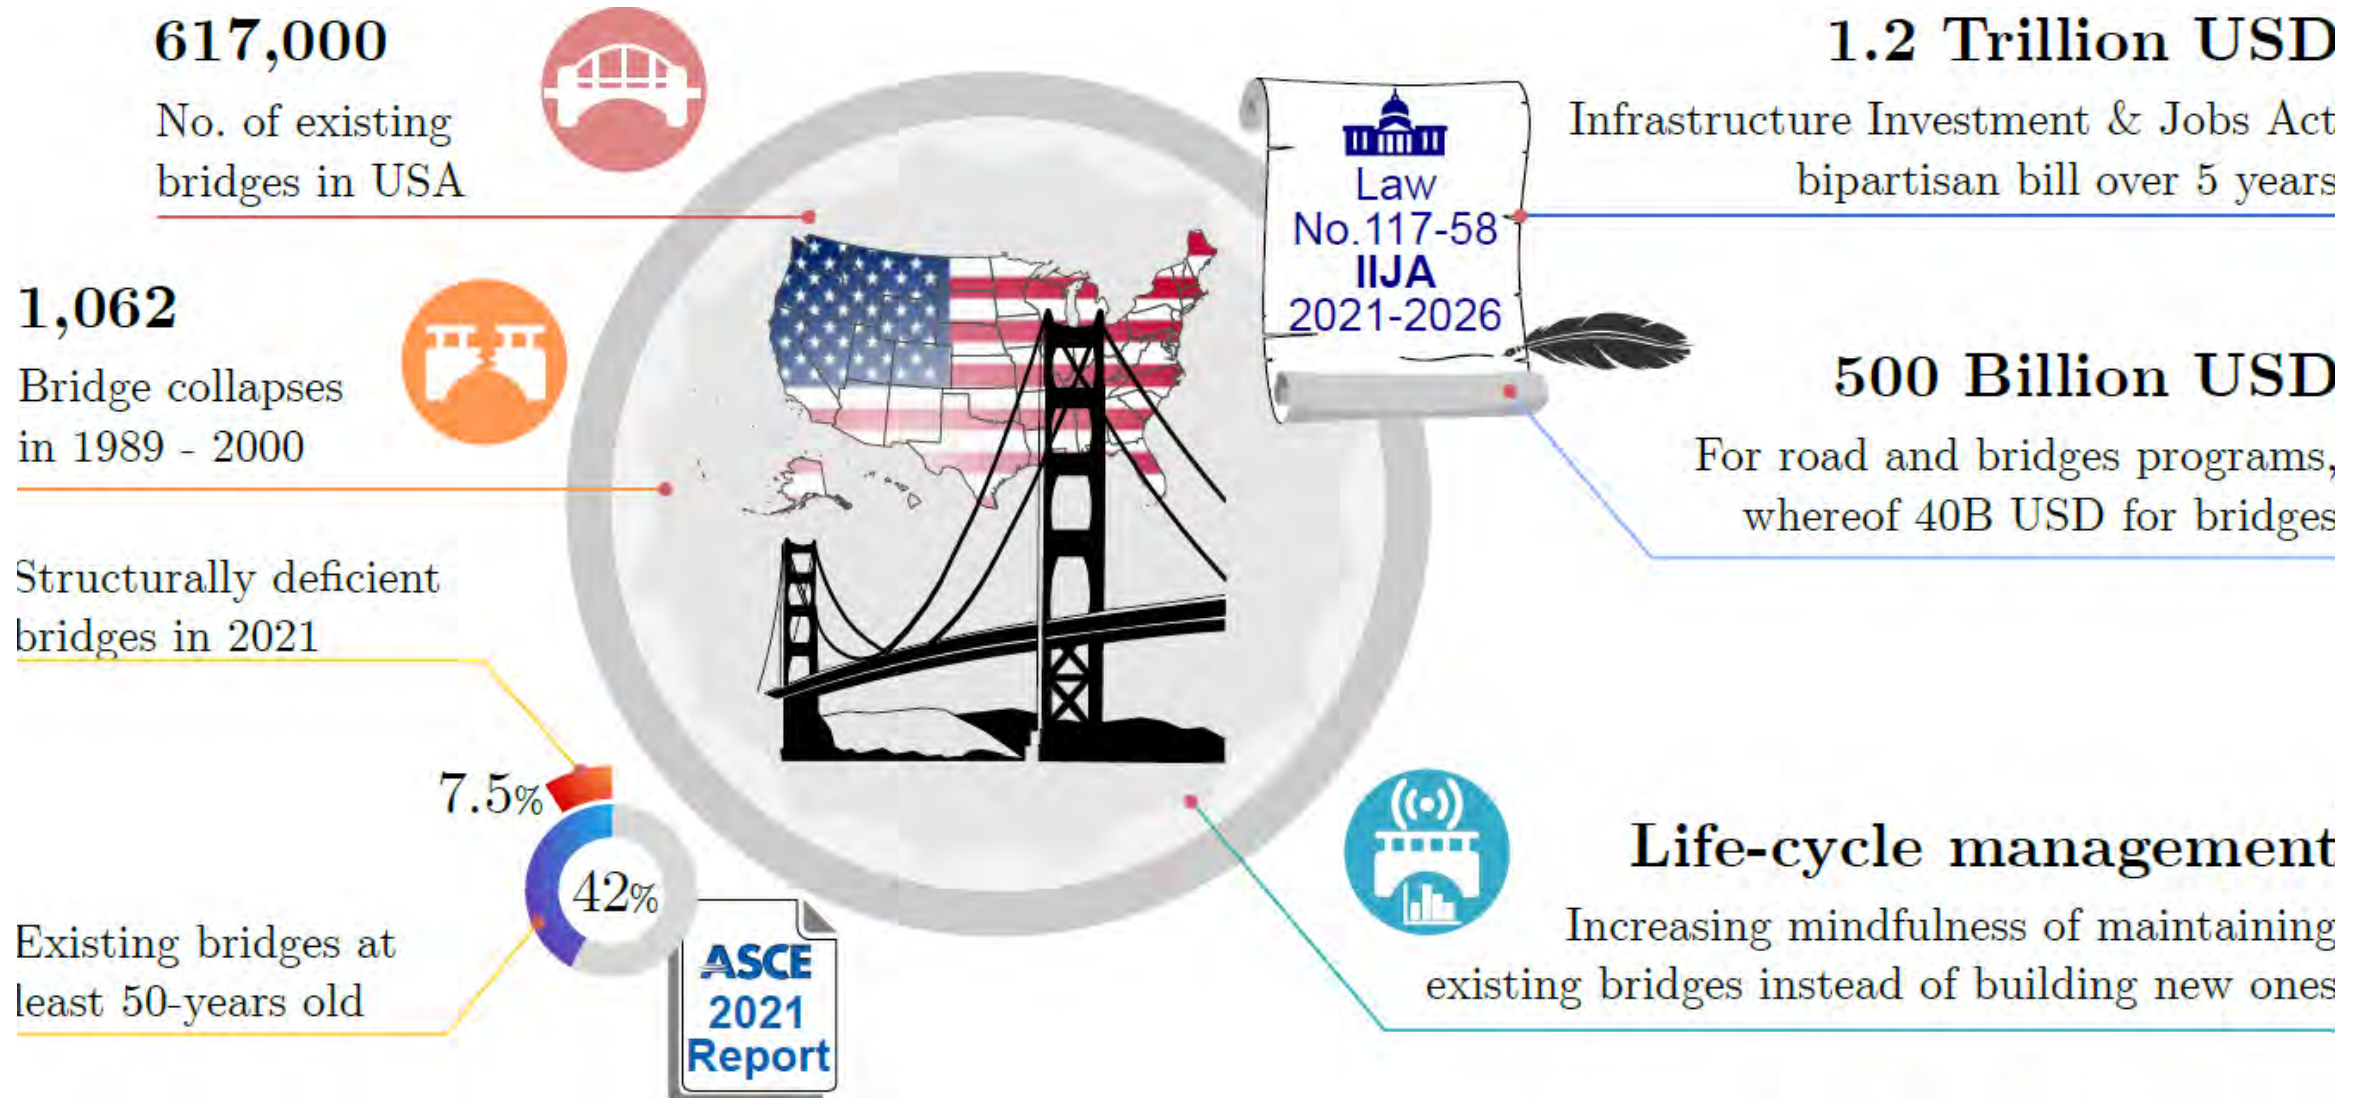 617,000
No. of existing
bridges in USA
1,062
Bridge collapses
in 1989 - 2000
Structurally deficient
bridges in 2021
7.5%
42%
Existing bridges at
least 50-years old
ASCE
2021
Report
Law
No.117-58
IIJA
2021-2026
1.2 Trillion USD
Infrastructure Investment & Jobs Act
bipartisan bill over 5 years
500 Billion USD
For road and bridges programs,
whereof 40B USD for bridges
Life-cycle management
Increasing mindfulness of maintaining
existing bridges instead of building new ones